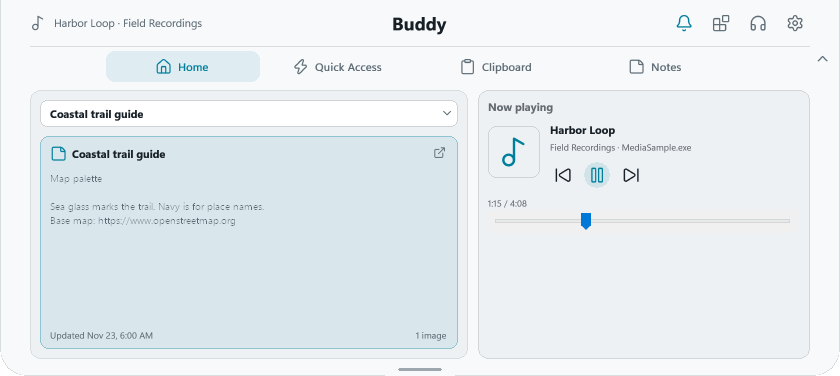 Harbor Loop · Field Recordings
Buddy
Home
Quick Access
Clipboard
Notes
Coastal trail guide
Coastal trail guide
Map palette
Sea glass marks the trail. Navy is for place names.
Base map: https://www.openstreetmap.org
Updated Nov 23, 6:00 AM
1 image
Now playing
Harbor Loop
Field Recordings · MediaSample.exe
1:15 / 4:08